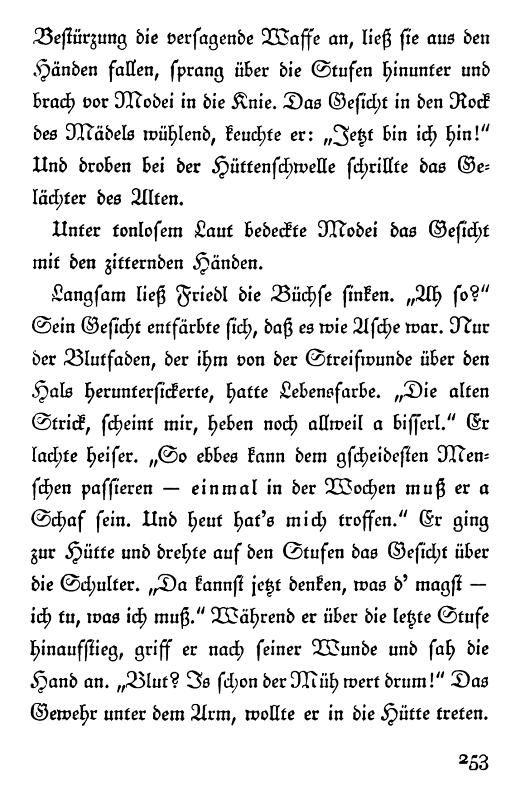 Bestürzung die versagende Waffe an, ließ sie aus den
Händen fallen, sprang über die Stufen hinunter und
brach vor Modei in die Knie. Das Gesicht in den Rock
des Mädels wühlend, keuchte er: „Jetzt bin ich hin!“
Und droben bei der Hüttenschwelle schrillte das Ge-
lächter des Alten.
Unter tonlosem Laut bedeckte Modei das Gesicht
mit den zitternden Händen.
Langsam ließ Friedl die Büchse sinken. „Ah so?“
Sein Gesicht entfärbte sich, daß es wie Asche war. Nur
der Blutfaden, der ihm von der Streifwunde über den
Hals heruntersickerte, hatte Lebensfarbe. „Die alten
Strick, scheint mir, heben noch allweil a bisserl.“ Er
lachte heiser. „So ebbes kann dem gscheidesten Men-
schen passieren — einmal in der Wochen muß er a
Schaf sein. Und heut hat's mich troffen.“ Er ging
zur Hütte und drehte auf den Stufen das Gesicht über
die Schulter. „Da kannst jetzt denken, was d' magst —
ich tu, was ich muß.“ Während er über die letzte Stufe
hinaufstieg, griff er nach seiner Wunde und sah die
Hand an. „Blut? Is schon der Müh wert drum!“ Das
Gewehr unter dem Arm, wollte er in die Hütte treten.
253